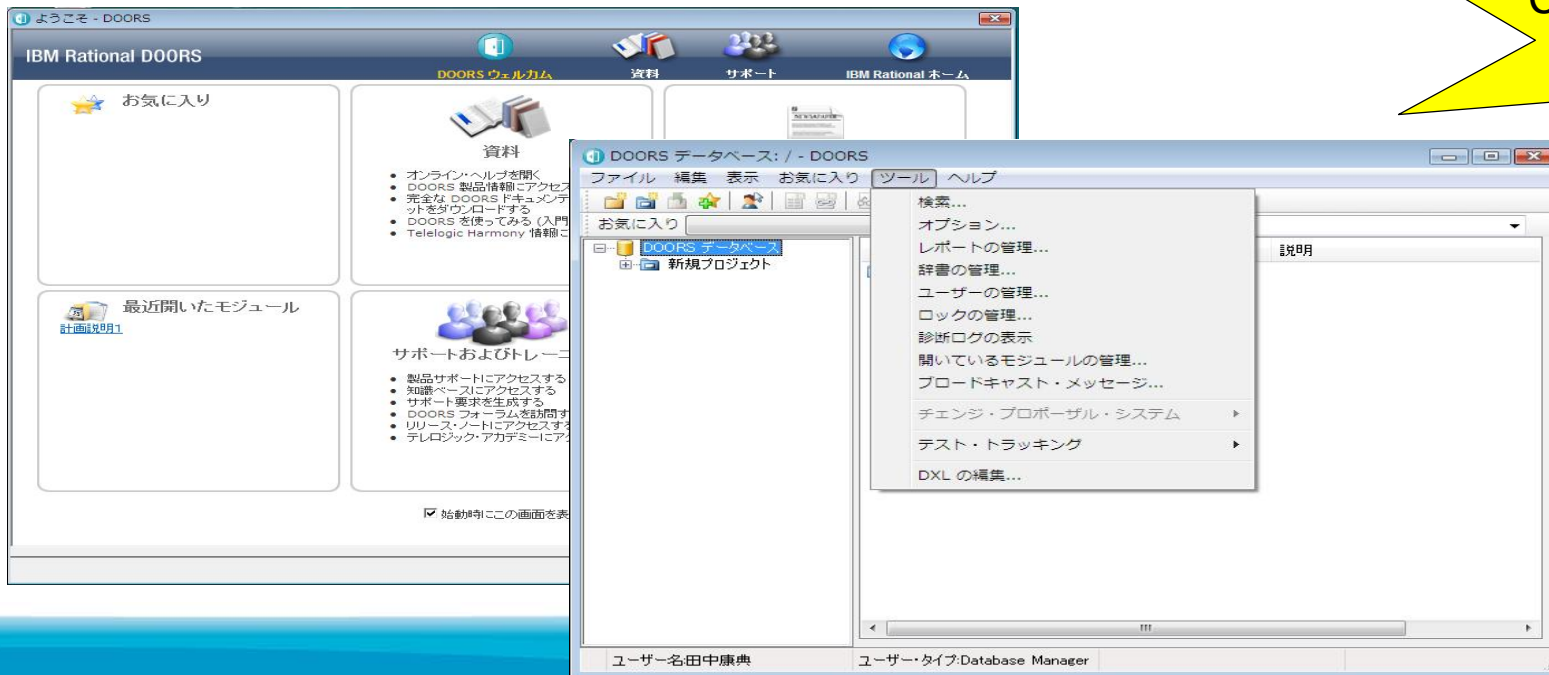 ようこそ - DOORS
IBM Rational DOORS
DOORS ウェルカム
資料
サポート
IBM Rational ホーム
お気に入り
資料
• オンライン・ヘルプを開く
• DOORS 製品情報にアクセス
• 完全な DOORS ドキュメンテ
ットをダウンロードする
• DOORS を使ってみる (入門
• Telelogic Harmony 情報に
NEWSPAPER
最近開いたモジュール
計画説明1
サポートおよびトレーニ
• 製品サポートにアクセスする
• 知識ベースにアクセスする
• サポート要求を生成する
• DOORS フォーラムを訪問す
• リリース・ノートにアクセスする
• テレロジック・アカデミーにア
始動時にこの画面を表
DOORS データベース: / - DOORS
ファイル 編集 表示 お気に入り ツール ヘルプ
お気に入り
DOORS データベース
新規プロジェクト
説明
検索...
オプション...
レポートの管理...
辞書の管理...
ユーザーの管理...
ロックの管理...
診断ログの表示
開いているモジュールの管理...
ブロードキャスト・メッセージ...
チェンジ・プロポーザル・システム
テスト・トラッキング
DXL の編集...
ユーザー名:田中康典
ユーザー・タイプ:Database Manager